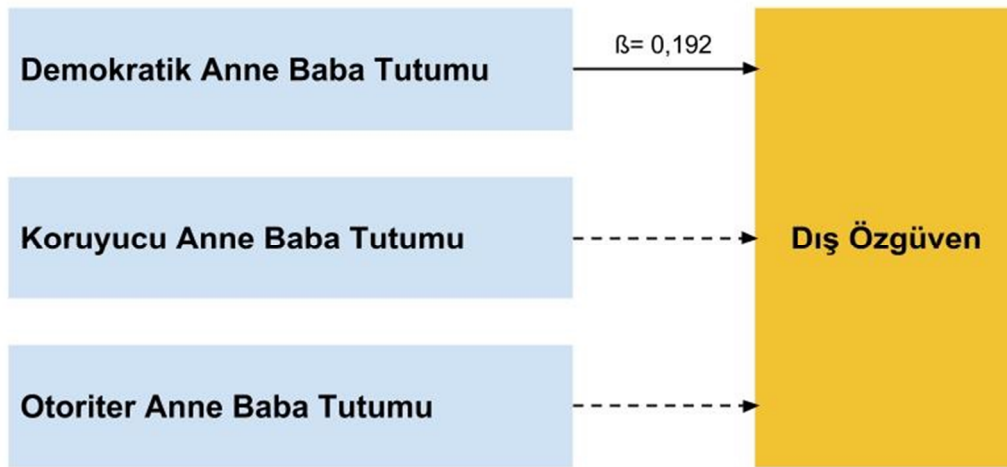 Demokratik Anne Baba Tutumu
ß= 0,192
Koruyucu Anne Baba Tutumu
Dış Özgüven
Otoriter Anne Baba Tutumu